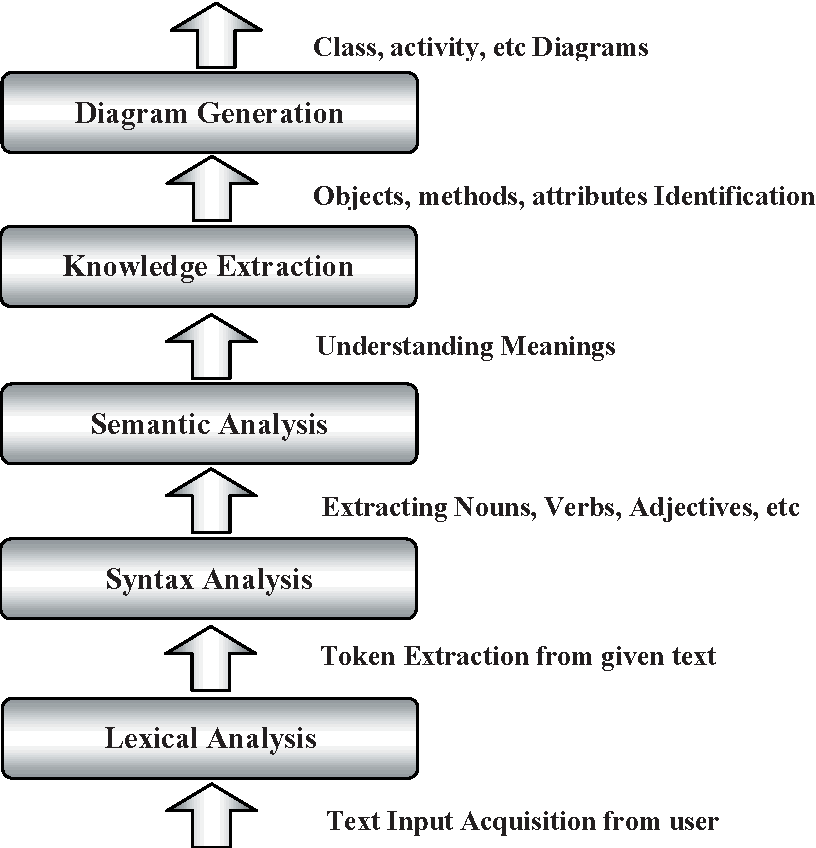 Class, activity, etc Diagrams
Diagram Generation
Objects, methods, attributes Identification
Knowledge Extraction
Understanding Meanings
Semantic Analysis
Extracting Nouns, Verbs, Adjectives, etc
Syntax Analysis
Token Extraction from given text
Lexical Analysis
Text Input Acquisition from user